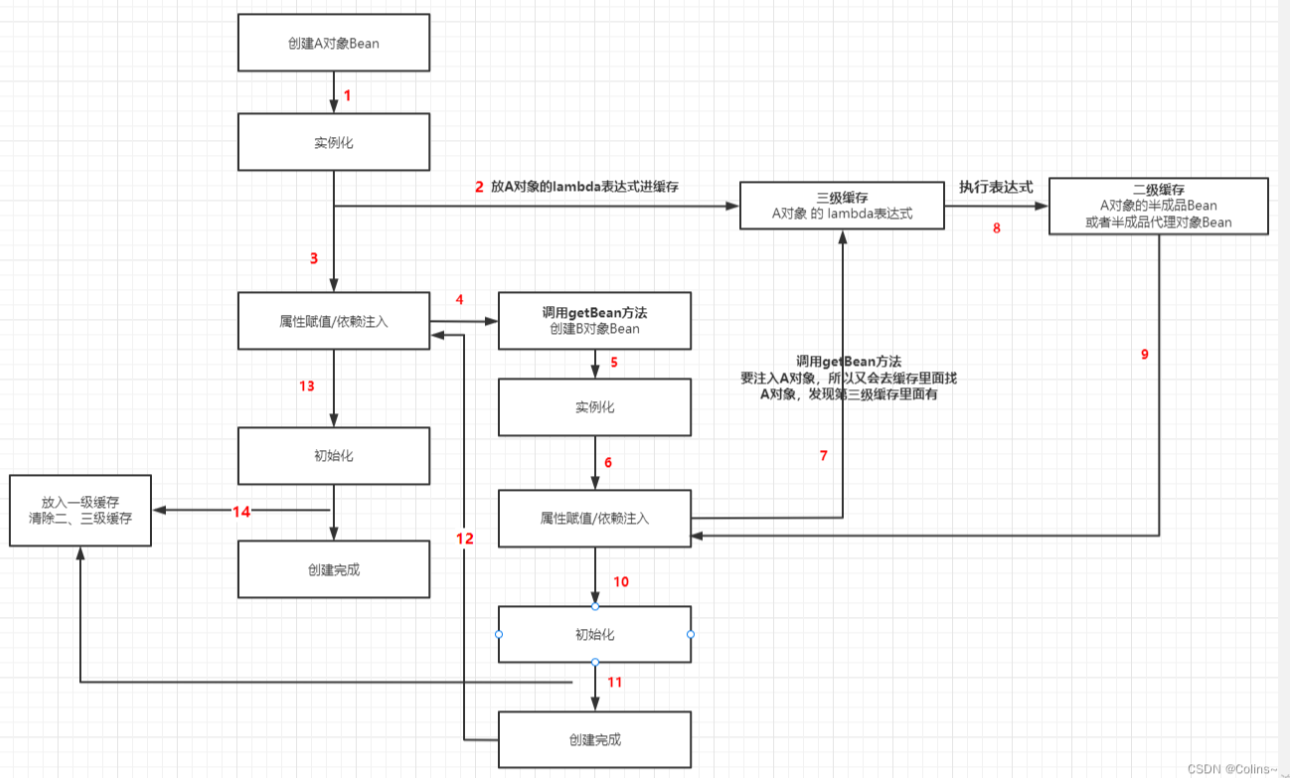 创建A对象Bean
1
实例化
2 放A对象的lambda表达式进缓存
三级缓存
A对象 的 lambda表达式
执行表达式
8
二级缓存
A对象的半成品Bean
或者半成品代理对象Bean
3
属性赋值/依赖注入
4
调用getBean方法
创建B对象Bean
5
实例化
调用getBean方法
要注入A对象，所以又会去缓存里面找
A对象，发现第三级缓存里面有
9
13
初始化
6
7
放入一级缓存
清除二、三级缓存
14
属性赋值/依赖注入
12
创建完成
10
初始化
11
创建完成
CSDN @Colins~